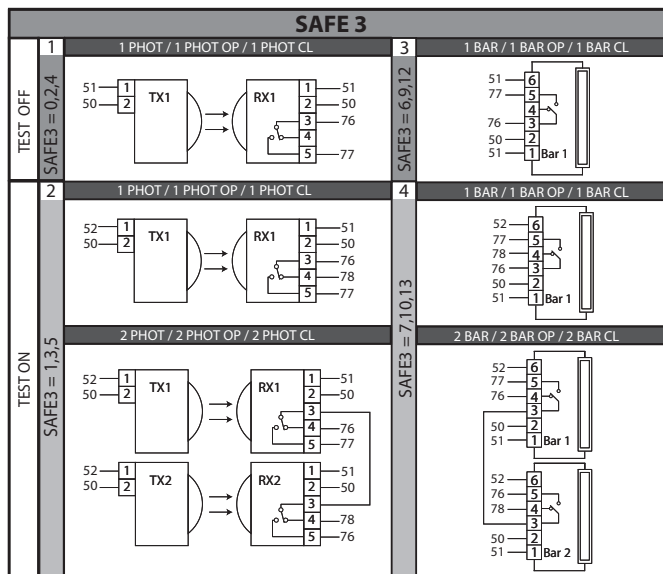 SAFE 3
TEST OFF
SAFE3 = 0,2,4
1
1 PHOT / 1 PHOT OP / 1 PHOT CL
51 1
50 2
TX1
RX1
1 51
2 50
3 76
4
5 77
SAFE3 = 6,9,12
3
1 BAR / 1 BAR OP / 1 BAR CL
51 6
77 5
4
76 3
50 2
51 1 Bar 1
TEST ON
SAFE3 = 1,3,5
2
1 PHOT / 1 PHOT OP / 1 PHOT CL
52 1
50 2
TX1
RX1
1 51
2 50
3 76
4 78
5 77
2 PHOT / 2 PHOT OP / 2 PHOT CL
52 1
50 2
TX1
RX1
1 51
2 50
3
4 76
5 77
52 1
50 2
TX2
RX2
1 51
2 50
3
4 78
5 76
SAFE3 = 7,10,13
4
1 BAR / 1 BAR OP / 1 BAR CL
52 6
77 5
78 4
76 3
50 2
51 1 Bar 1
2 BAR / 2 BAR OP / 2 BAR CL
52 6
77 5
76 4
3
50 2
51 1 Bar 1
52 6
76 5
78 4
3
50 2
51 1 Bar 2